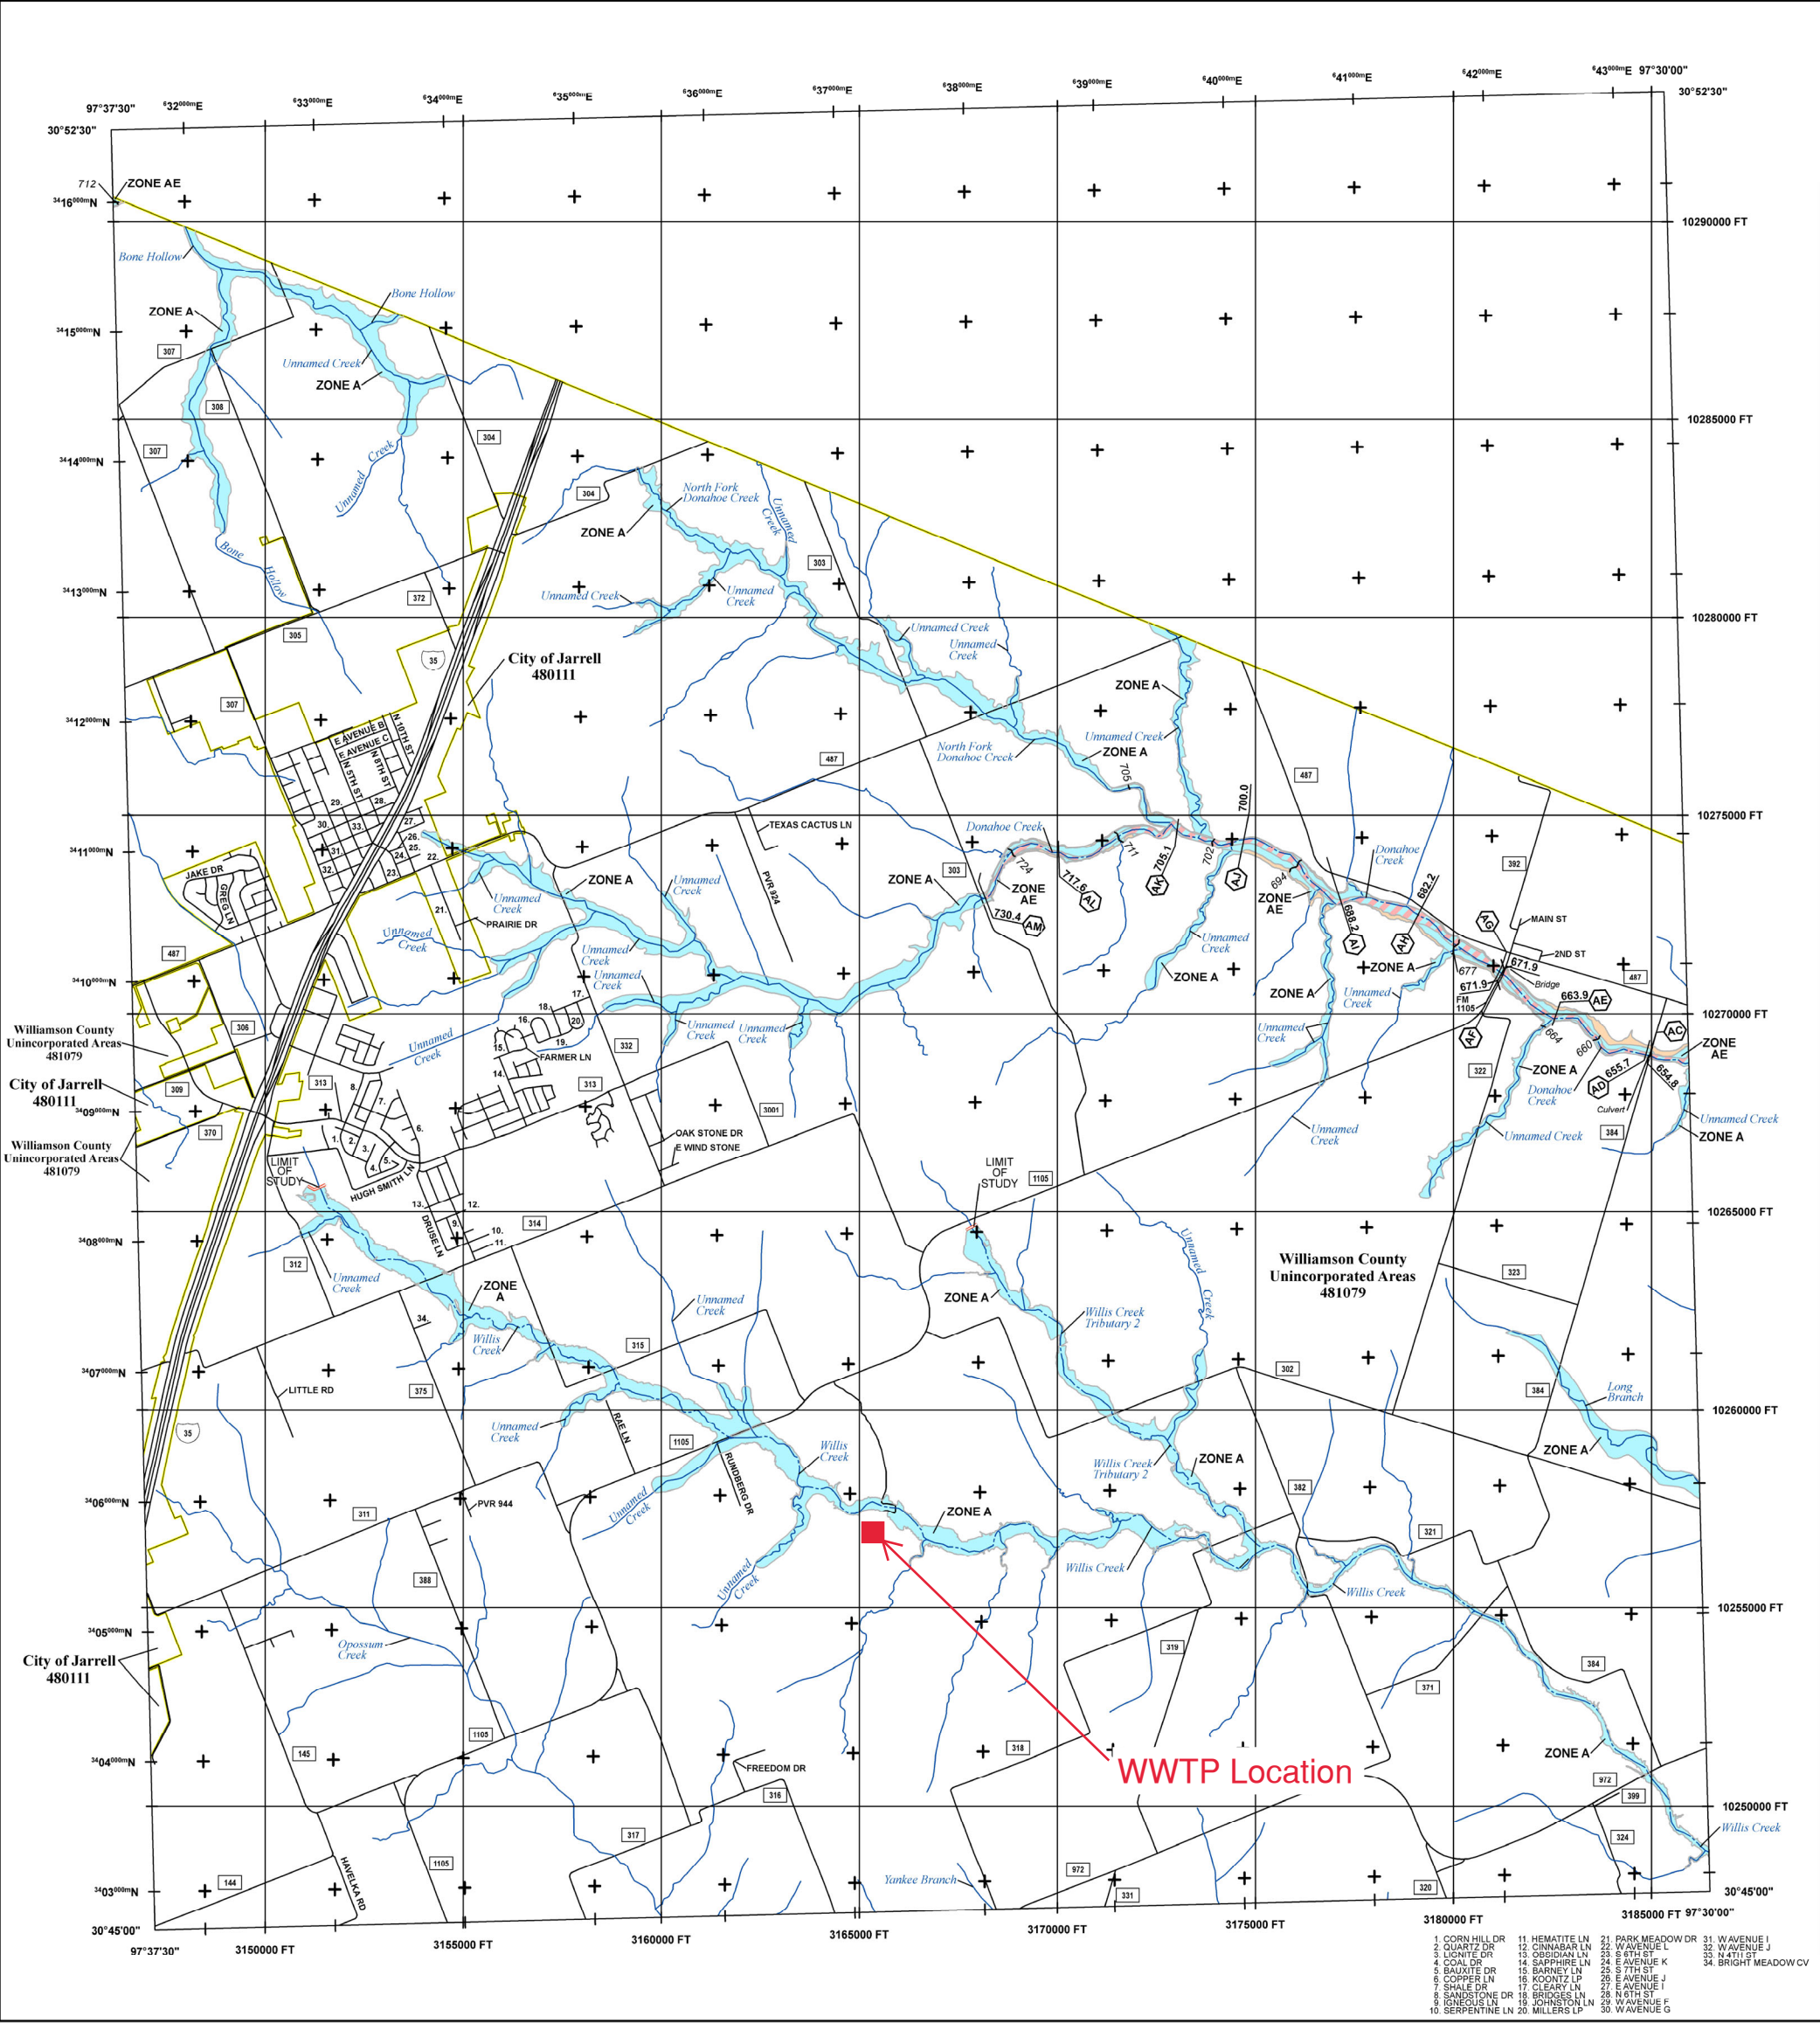 97°37'30"
⁶32⁰⁰⁰ᵐE
⁶33⁰⁰⁰ᵐE
⁶34⁰⁰⁰ᵐE
⁶35⁰⁰⁰ᵐE
⁶36⁰⁰⁰ᵐE
⁶37⁰⁰⁰ᵐE
⁶38⁰⁰⁰ᵐE
⁶39⁰⁰⁰ᵐE
⁶40⁰⁰⁰ᵐE
⁶41⁰⁰⁰ᵐE
⁶42⁰⁰⁰ᵐE
⁶43⁰⁰⁰ᵐE 97°30'00"
30°52'30"
30°52'30"
712
ZONE AE
³⁴16⁰⁰⁰ᵐN
10290000 FT
Bone Hollow
Bone Hollow
ZONE A
³⁴15⁰⁰⁰ᵐN
307
Unnamed Creek
ZONE A
308
304
10285000 FT
307
³⁴14⁰⁰⁰ᵐN
Unnamed Creek
304
North Fork
Donahoe Creek
ZONE A
Unnamed
Creek
303
Bone
Hollow
³⁴13⁰⁰⁰ᵐN
372
Unnamed Creek
Unnamed
Creek
305
10280000 FT
Unnamed Creek
Unnamed
Creek
35
City of Jarrell
480111
ZONE A
307
³⁴12⁰⁰⁰ᵐN
E AVENUE B
E AVENUE C
N 10TH ST
N 8TH ST
N 5TH ST
487
North Fork
Donahoe Creek
Unnamed Creek
ZONE A
705
487
700.0
29.
28.
30.
33.
27.
26.
25.
24.
22.
31.
32.
23.
10275000 FT
TEXAS CACTUS LN
Donahoe Creek
³⁴11⁰⁰⁰ᵐN
JAKE DR
GREG LN
ZONE A
PVR 924
Unnamed
Creek
Unnamed
Creek
21.
PRAIRIE DR
ZONE A
303
724
ZONE
AE
717.6
AL
711
705.1
AK
702
AJ
694
ZONE
AE
Donahoe
Creek
392
682.2
730.4
AM
688.2
AI
AH
AG
MAIN ST
2ND ST
487
Unnamed
Creek
Unnamed
Creek
Unnamed
Creek
Unnamed
Creek
ZONE A
ZONE A
ZONE A
677
671.9
671.9
Bridge
487
³⁴10⁰⁰⁰ᵐN
Unnamed
Creek
FM
1105
AF
663.9
AE
664
10270000 FT
Williamson County
Unincorporated Areas
481079
306
17.
18.
16.
20
19.
15.
FARMER LN
14.
332
Unnamed
Creek
Unnamed
Creek
Unnamed
Creek
Unnamed
Creek
660
AC
ZONE
AE
City of Jarrell
480111
309
313
8.
7.
313
322
ZONE A
Donahoe
Creek
AD
655.7
654.8
Culvert
³⁴09⁰⁰⁰ᵐN
370
6.
3001
Unnamed Creek
Williamson County
Unincorporated Areas
481079
1.
2.
3.
4.
5.
OAK STONE DR
E WIND STONE
Unnamed
Creek
Unnamed Creek
384
ZONE A
LIMIT
OF
STUDY
HUGH SMITH LN
LIMIT
OF
STUDY
1105
13.
12.
DRUSE LN
9.
10.
11.
314
10265000 FT
³⁴08⁰⁰⁰ᵐN
312
Unnamed
Creek
Unnamed
Creek
Williamson County
Unincorporated Areas
481079
323
Unnamed
Creek
ZONE
A
ZONE A
Willis Creek
Tributary 2
34.
Willis
Creek
315
³⁴07⁰⁰⁰ᵐN
LITTLE RD
375
302
384
Long
Branch
10260000 FT
35
Unnamed
Creek
RAE LN
1105
Willis
Creek
RUNDBERG DR
Willis Creek
Tributary 2
ZONE A
ZONE A
³⁴06⁰⁰⁰ᵐN
PVR 944
Unnamed
Creek
ZONE A
382
311
321
Unnamed
Creek
Willis Creek
Willis Creek
388
10255000 FT
³⁴05⁰⁰⁰ᵐN
Opossum
Creek
319
City of Jarrell
480111
384
371
1105
145
318
ZONE A
³⁴04⁰⁰⁰ᵐN
FREEDOM DR
WWTP Location
972
316
399
10250000 FT
317
324
Willis Creek
1105
HAVELKA RD
144
Yankee Branch
972
331
320
³⁴03⁰⁰⁰ᵐN
30°45'00"
30°45'00"
97°37'30"
3150000 FT
3155000 FT
3160000 FT
3165000 FT
3170000 FT
3175000 FT
3180000 FT
3185000 FT 97°30'00"
1. CORN HILL DR
2. QUARTZ DR
3. LIGNITE DR
4. COAL DR
5. BAUXITE DR
6. COPPER LN
7. SHALE DR
8. SANDSTONE DR
9. IGNEOUS LN
10. SERPENTINE LN
11. HEMATITE LN
12. CINNABAR LN
13. OBSIDIAN LN
14. SAPPHIRE LN
15. BARNEY LN
16. KOONTZ LP
17. CLEARY LN
18. BRIDGES LN
19. JOHNSTON LN
20. MILLERS LP
21. PARK MEADOW DR
22. W AVENUE L
23. S 6TH ST
24. E AVENUE K
25. S 7TH ST
26. E AVENUE J
27. E AVENUE I
28. N 6TH ST
29. W AVENUE F
30. W AVENUE G
31. W AVENUE I
32. W AVENUE J
33. N 4TH ST
34. BRIGHT MEADOW CV